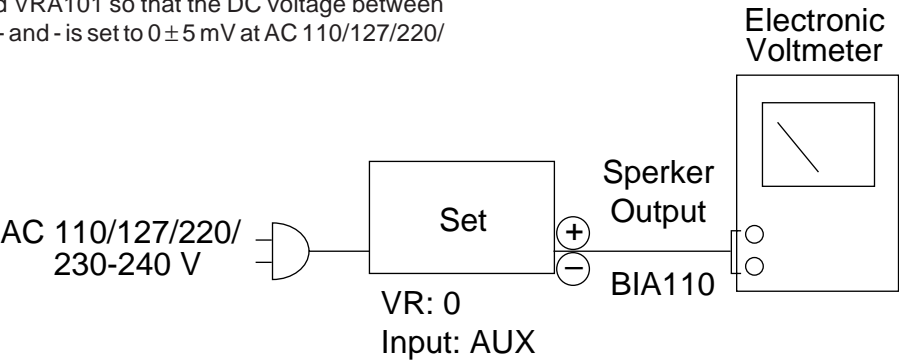 d VRA101 so that the DC voltage between
- and - is set to 0±5 mV at AC 110/127/220/
Electronic
Voltmeter
Sperker
Output
Set
+
AC 110/127/220/
230-240 V
−
BIA110
VR: 0
Input: AUX